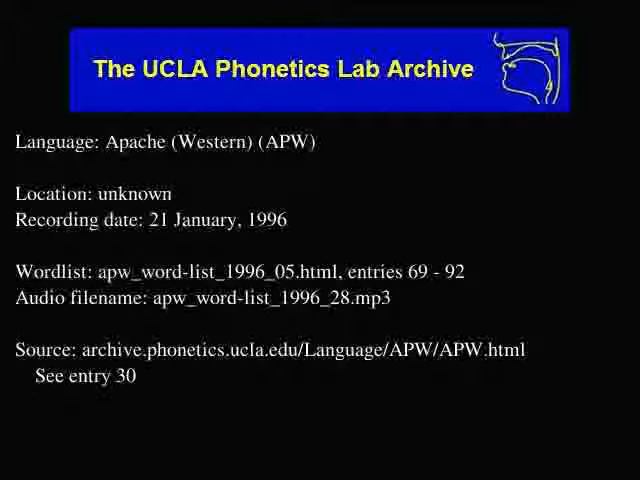 The UCLA Phonetics Lab Archive
Language: Apache (Western) (APW)
Location: unknown
Recording date: 21 January, 1996
Wordlist: apw_word-list_1996_05.html, entries 69 - 92
Audio filename: apw_word-list_1996_28.mp3
Source: archive.phonetics.ucla.edu/Language/APW/APW.html
See entry 30